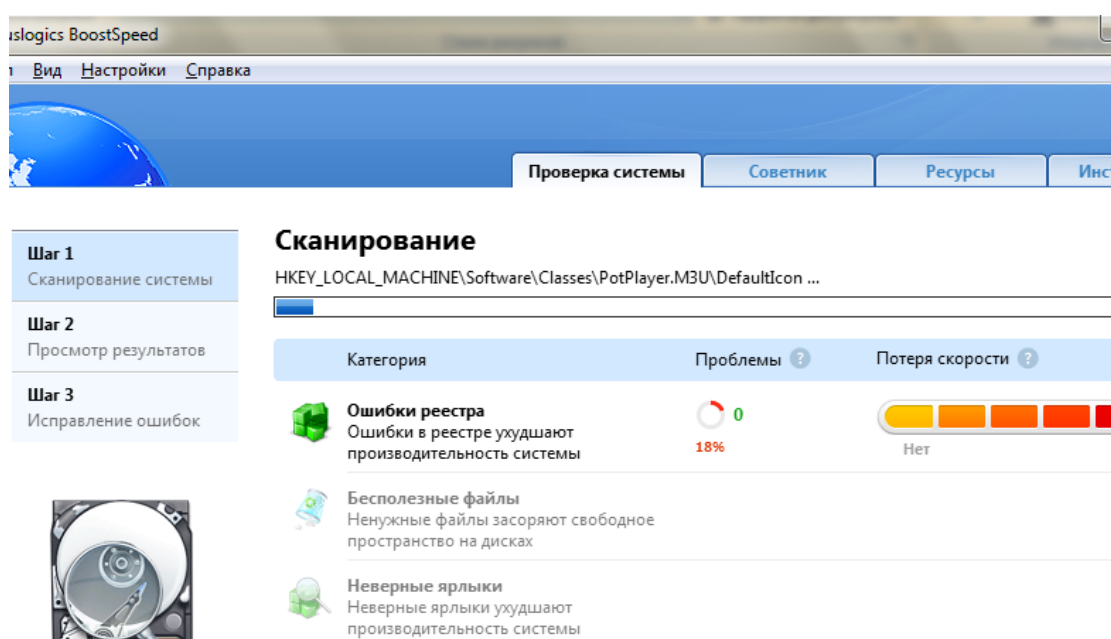 uslogics BoostSpeed
л Вид Настройки Справка
Проверка системы Советник Ресурсы Инс
Шаг 1
Сканирование системы
Шаг 2
Просмотр результатов
Шаг 3
Исправление ошибок
Сканирование
HKEY_LOCAL_MACHINE\Software\Classes\PotPlayer.M3U\DefaultIcon ...
Категория Проблемы ? Потеря скорости ?
Ошибки реестра
Ошибки в реестре ухудшают
производительность системы
0
18%
Нет
Бесполезные файлы
Ненужные файлы засоряют свободное
пространство на дисках
Неверные ярлыки
Неверные ярлыки ухудшают
производительность системы